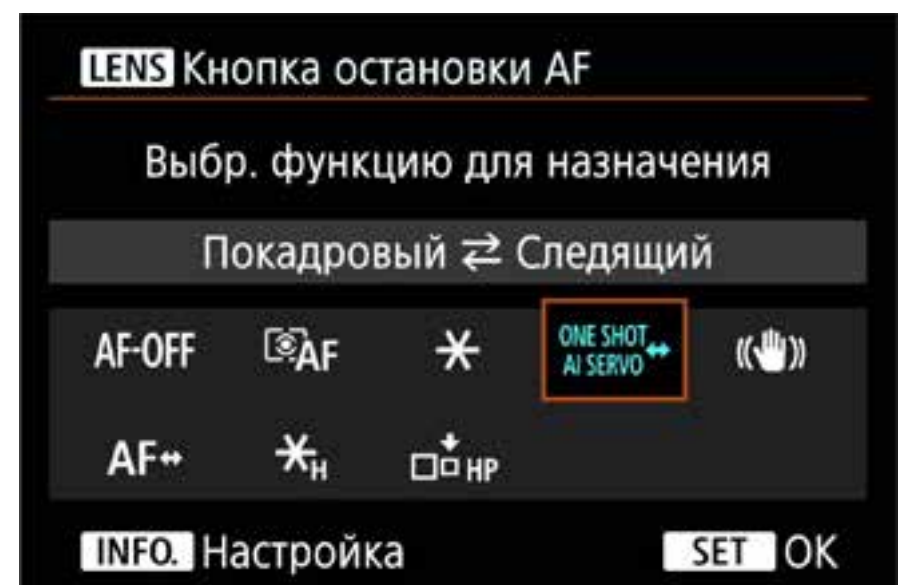 LENS Кнопка остановки AF
Выбр. функцию для назначения
Покадровый ⇄ Следящий
AF-OFF AF * ONE SHOT AI SERVO
AF * H HP
INFO. Настройка SET OK